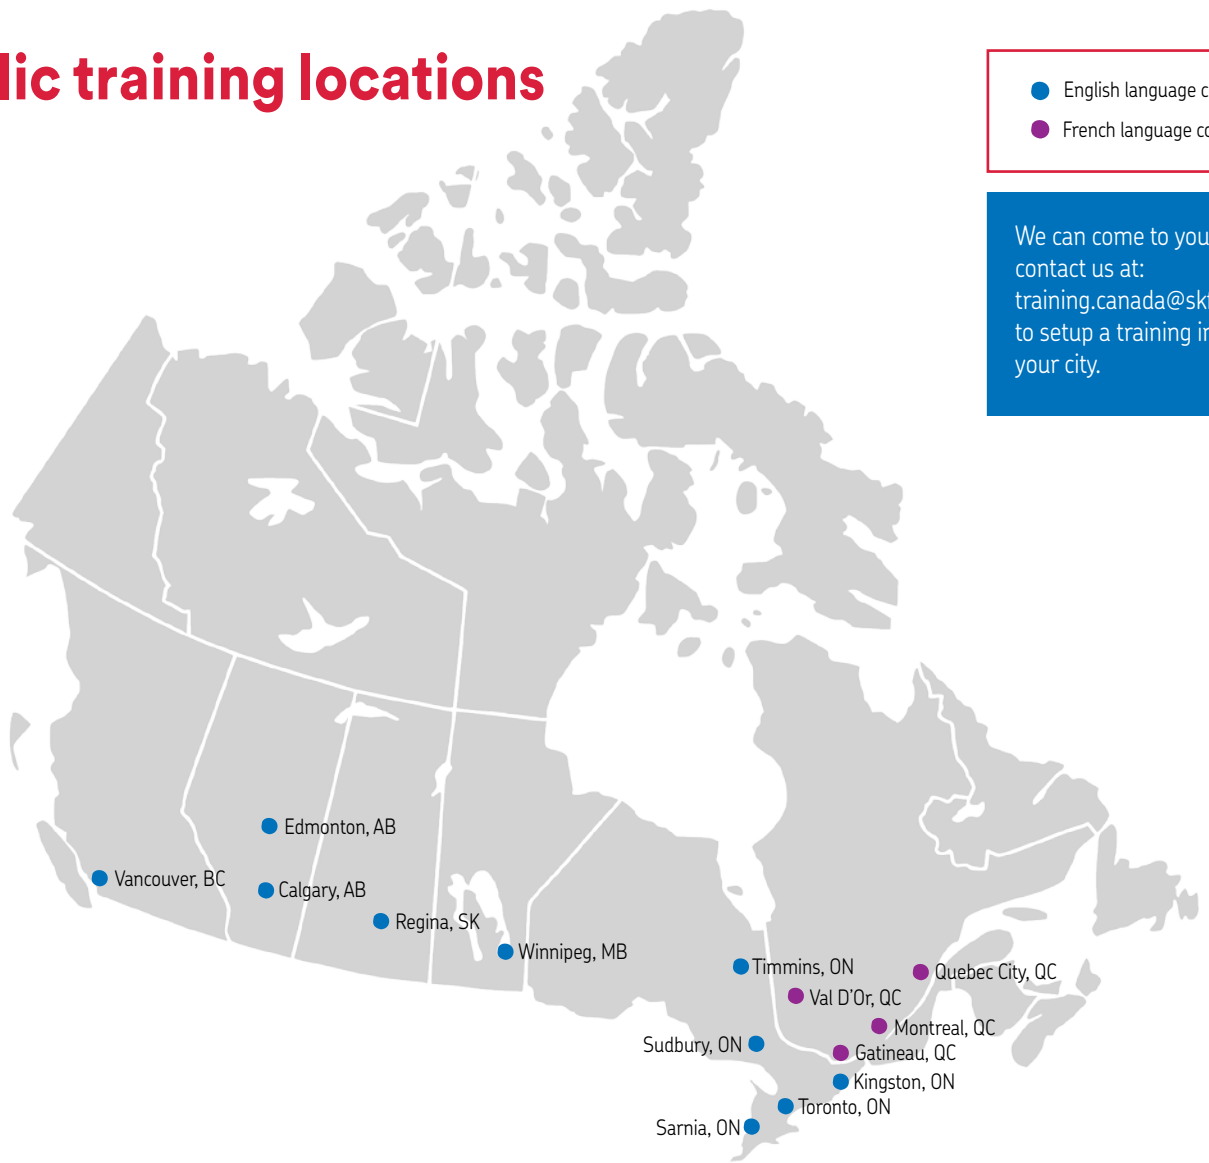 lic training locations
English language c
French language co
We can come to you
contact us at:
training.canada@skf
to setup a training in
your city.
Edmonton, AB
Vancouver, BC
Calgary, AB
Regina, SK
Winnipeg, MB
Timmins, ON
Quebec City, QC
Val D'Or, QC
Montreal, QC
Sudbury, ON
Gatineau, QC
Kingston, ON
Toronto, ON
Sarnia, ON